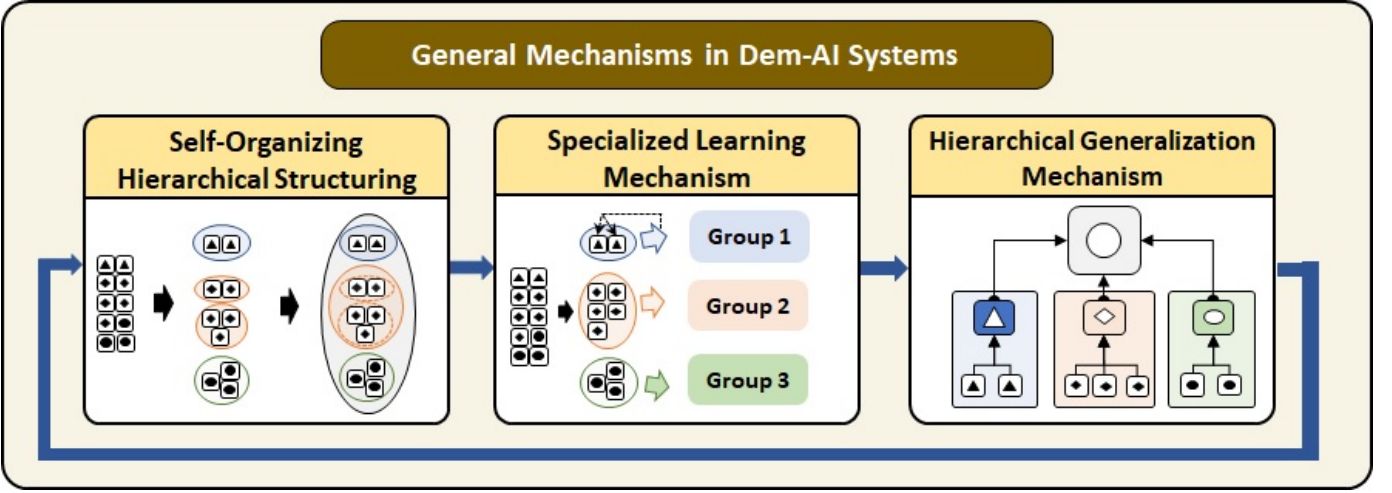 General Mechanisms in Dem-AI Systems
Self-Organizing
Hierarchical Structuring
Specialized Learning
Mechanism
Group 1
Group 2
Group 3
Hierarchical Generalization
Mechanism